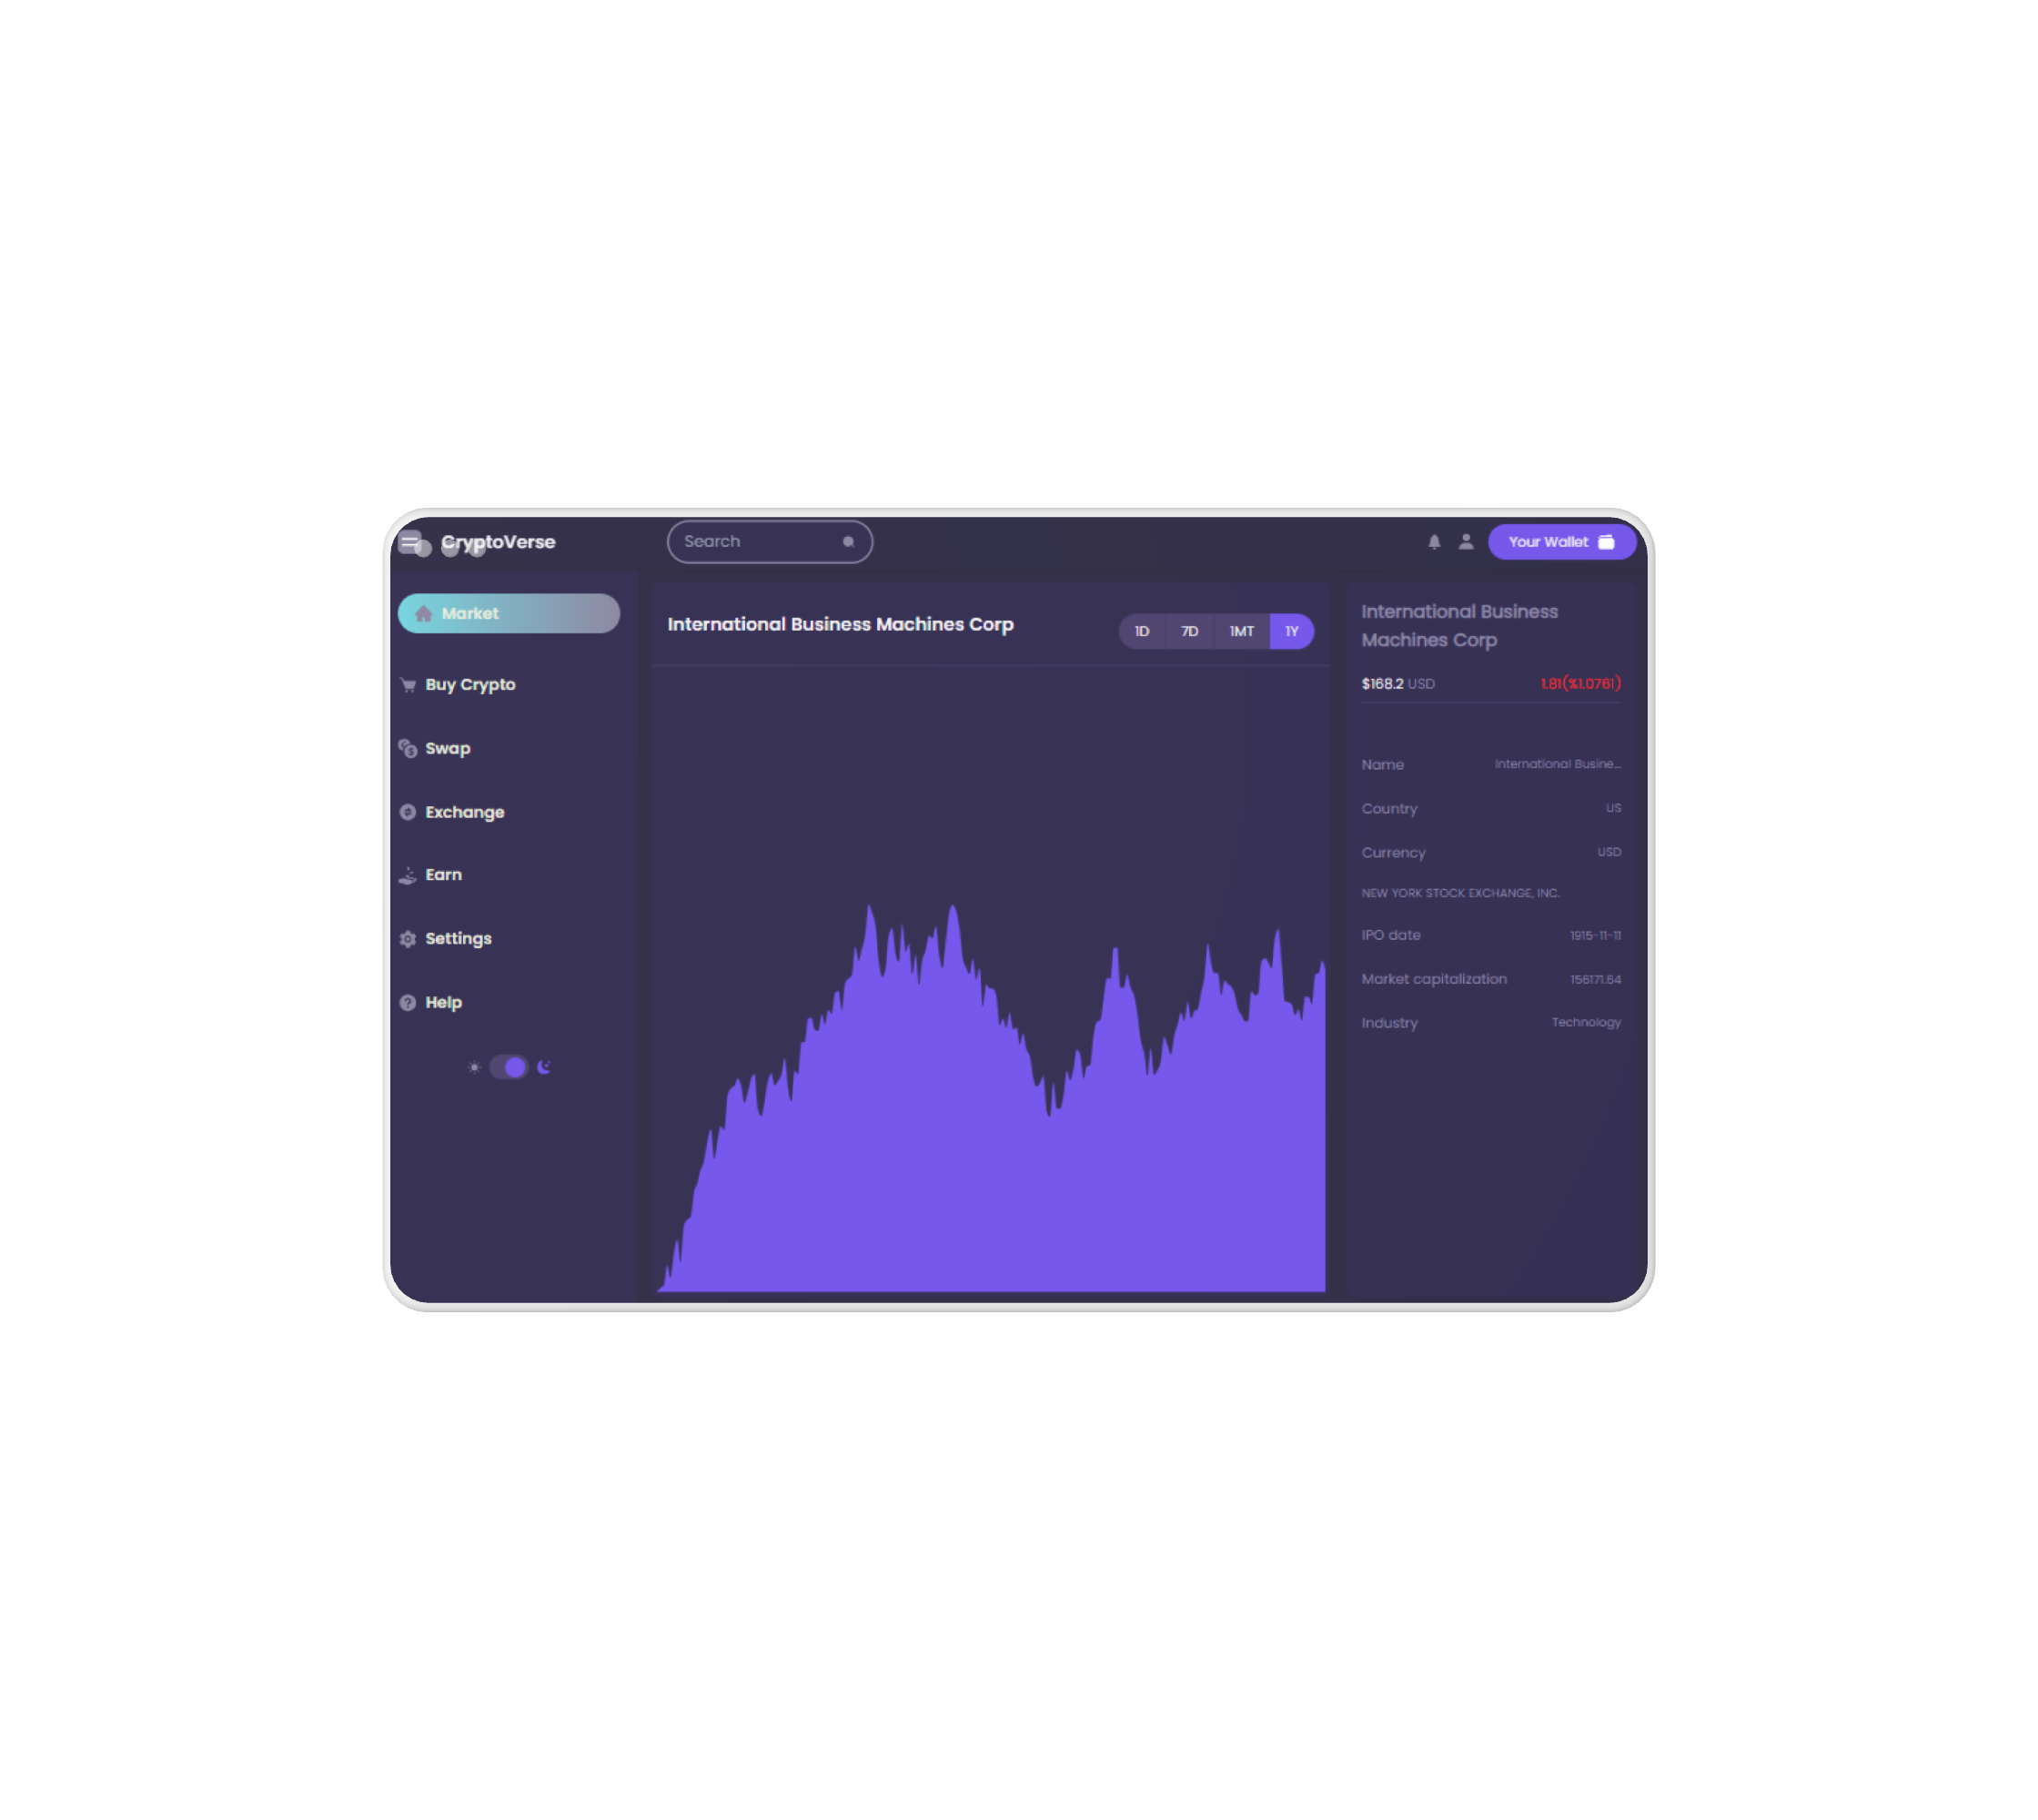 CryptoVerse
Search
Your Wallet
Market
Buy Crypto
Swap
Exchange
Earn
Settings
Help
International Business Machines Corp
1D 7D 1MT 1Y
International Business
Machines Corp
$168.2 USD 1.81(%1.0761)
Name International Busine...
Country US
Currency USD
NEW YORK STOCK EXCHANGE, INC.
IPO date 1915-11-11
Market capitalization 156171.64
Industry Technology